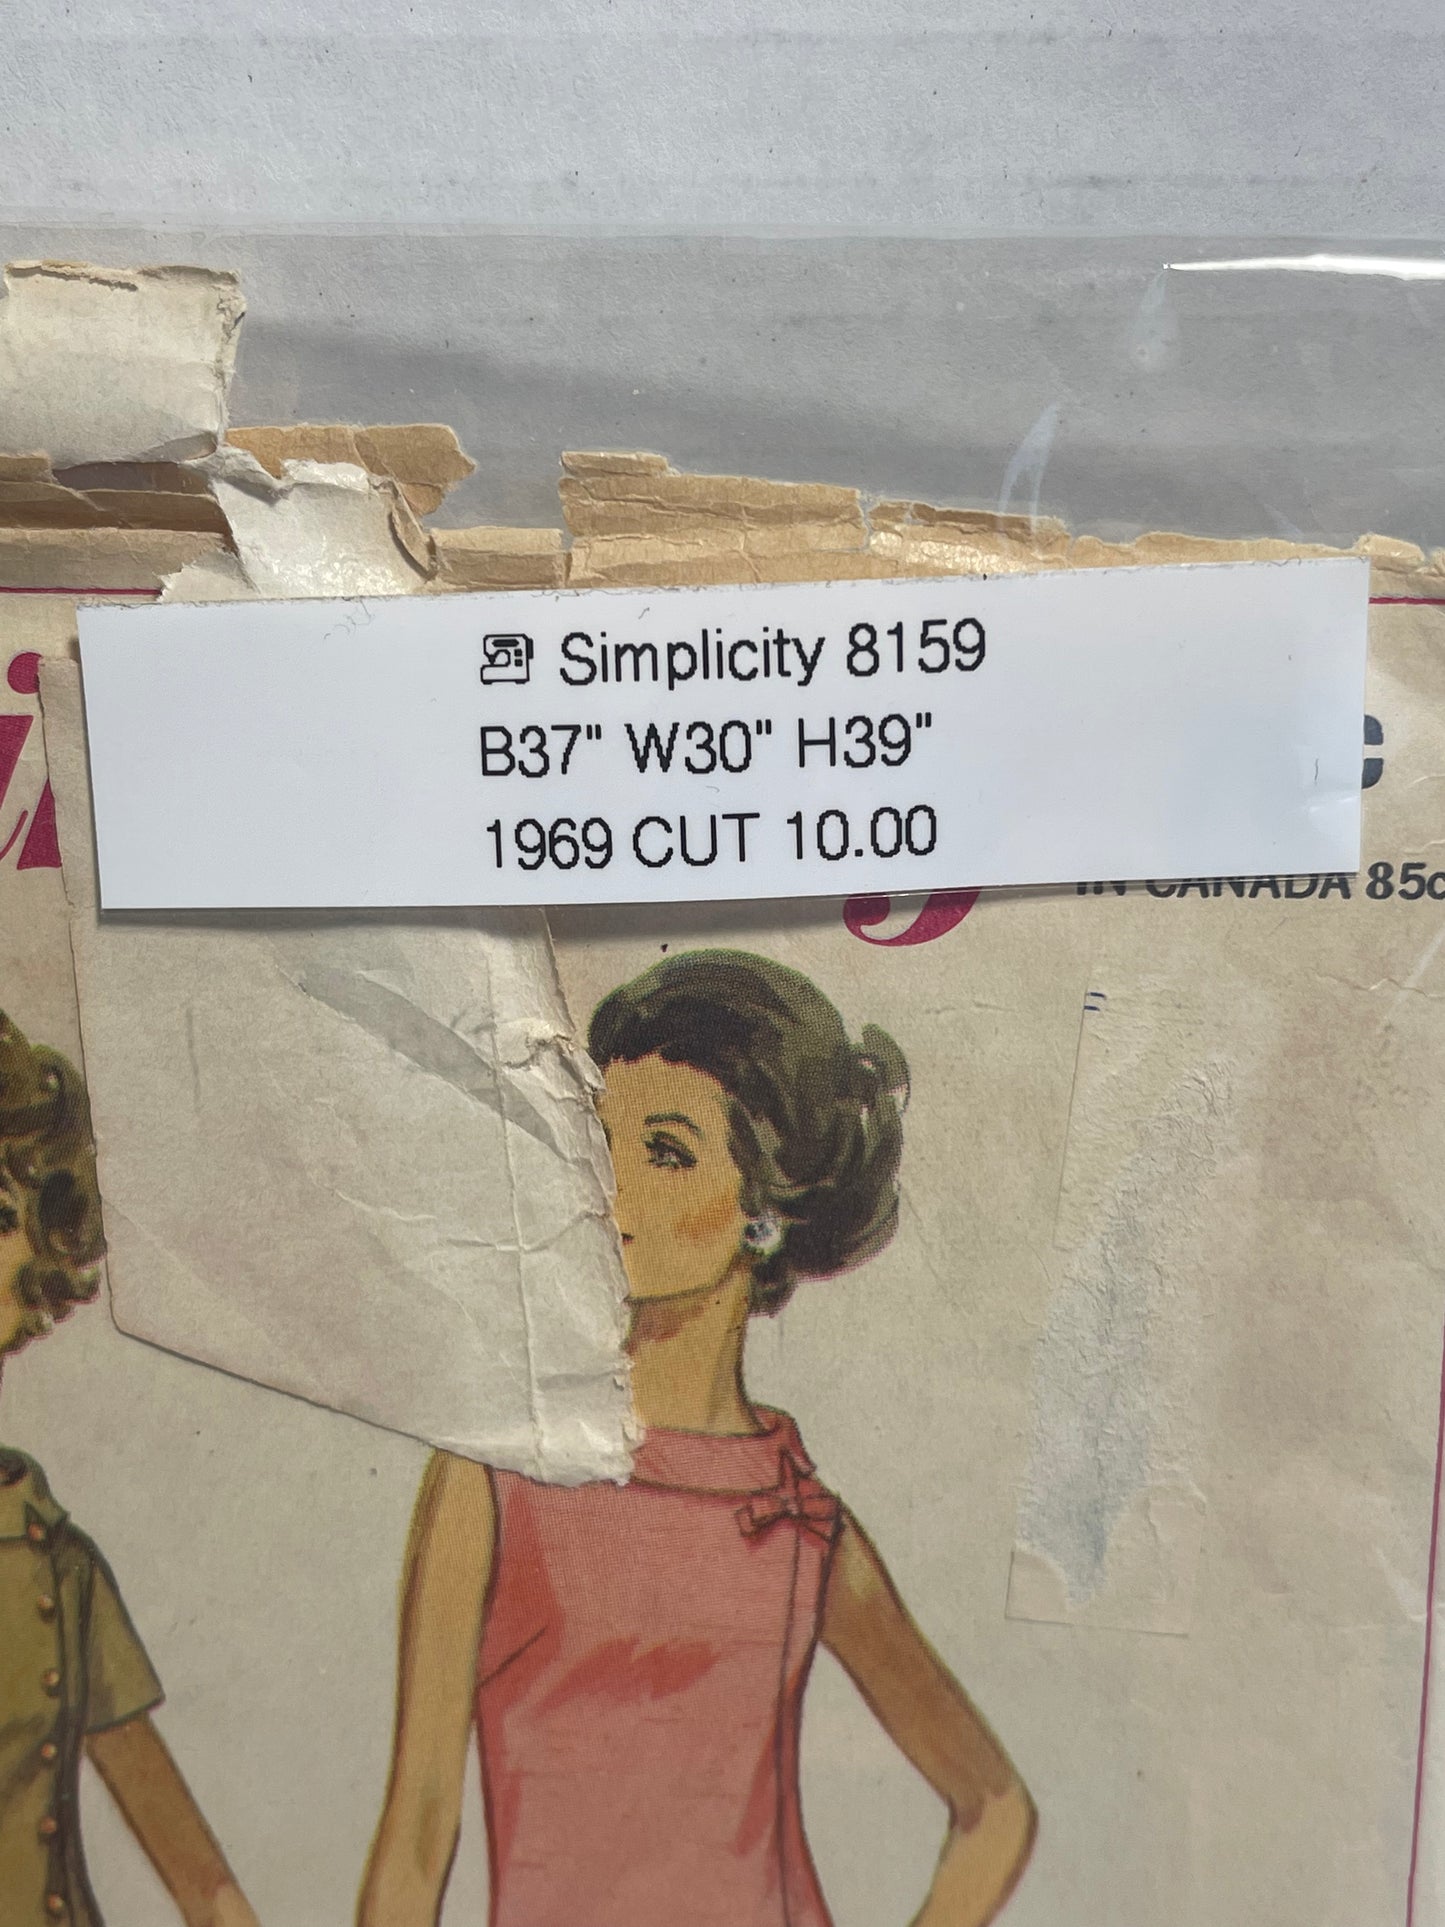 Simplicity 8159
B37" W30" H39"
1969 CUT 10.00
IN CANADA 85c